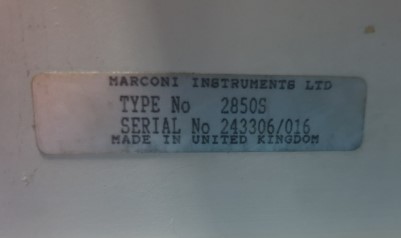 MARCONI INSTRUMENTS LTD
TYPE No 2850S
SERIAL No 243306/016
MADE IN UNITED KINGDOM